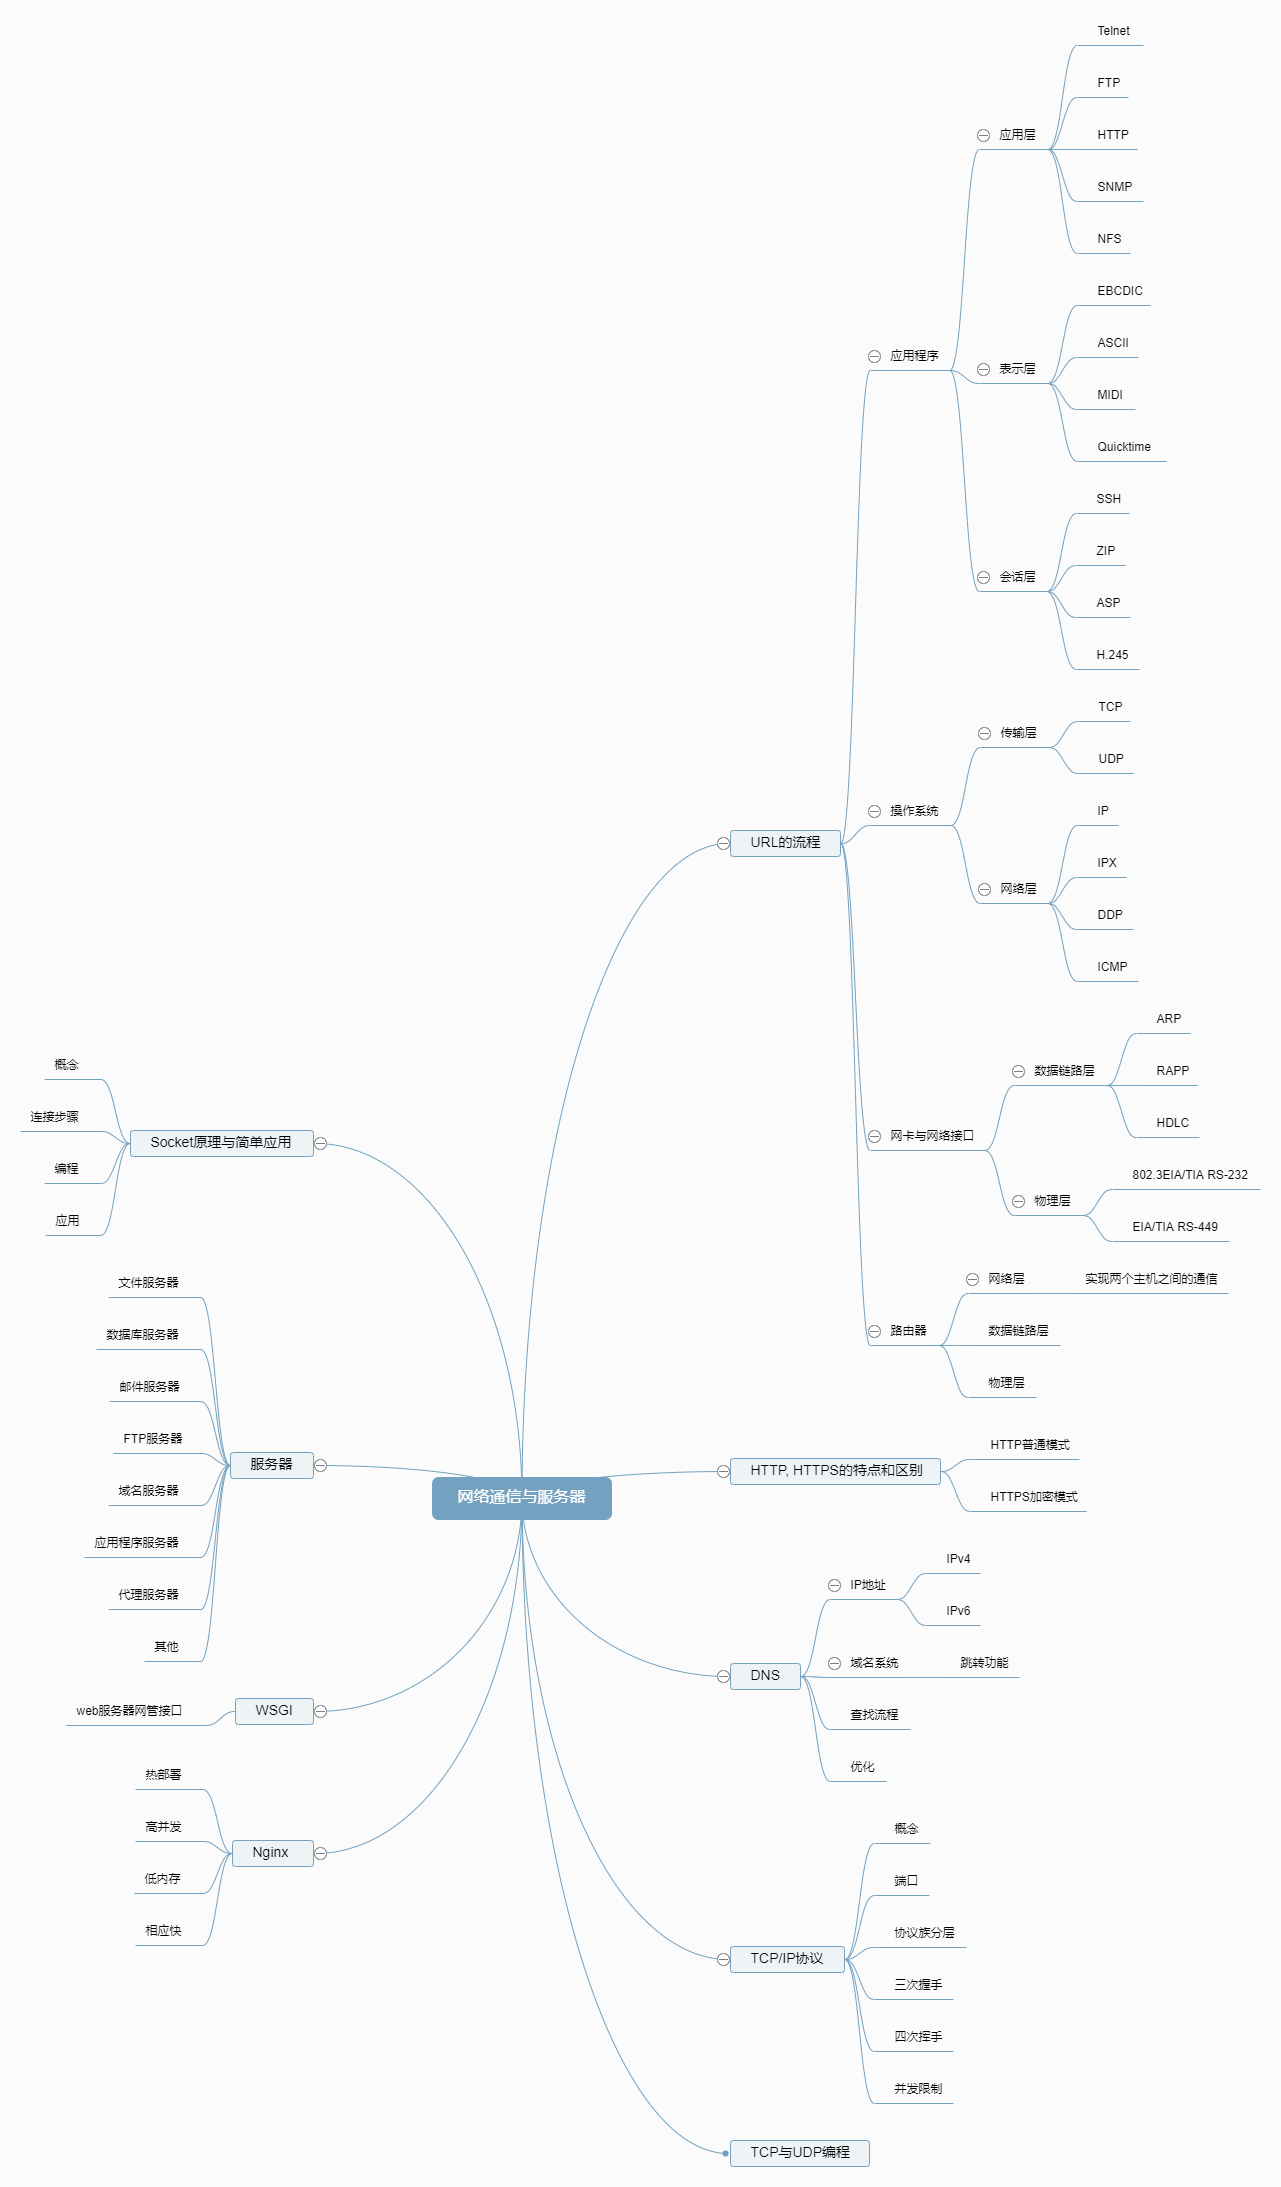 网络通信与服务器
URL的流程
应用程序
应用层
Telnet
FTP
HTTP
SNMP
NFS
表示层
EBCDIC
ASCII
MIDI
Quicktime
会话层
SSH
ZIP
ASP
H.245
操作系统
传输层
TCP
UDP
网络层
IP
IPX
DDP
ICMP
网卡与网络接口
数据链路层
ARP
RAPP
HDLC
物理层
802.3EIA/TIA RS-232
EIA/TIA RS-449
路由器
网络层
实现两个主机之间的通信
数据链路层
物理层
HTTP, HTTPS的特点和区别
HTTP普通模式
HTTPS加密模式
DNS
IP地址
IPv4
IPv6
域名系统
跳转功能
查找流程
优化
TCP/IP协议
概念
端口
协议族分层
三次握手
四次挥手
并发限制
TCP与UDP编程
Socket原理与简单应用
概念
连接步骤
编程
应用
服务器
文件服务器
数据库服务器
邮件服务器
FTP服务器
域名服务器
应用程序服务器
代理服务器
其他
WSGI
web服务器网管接口
Nginx
热部署
高并发
低内存
相应快